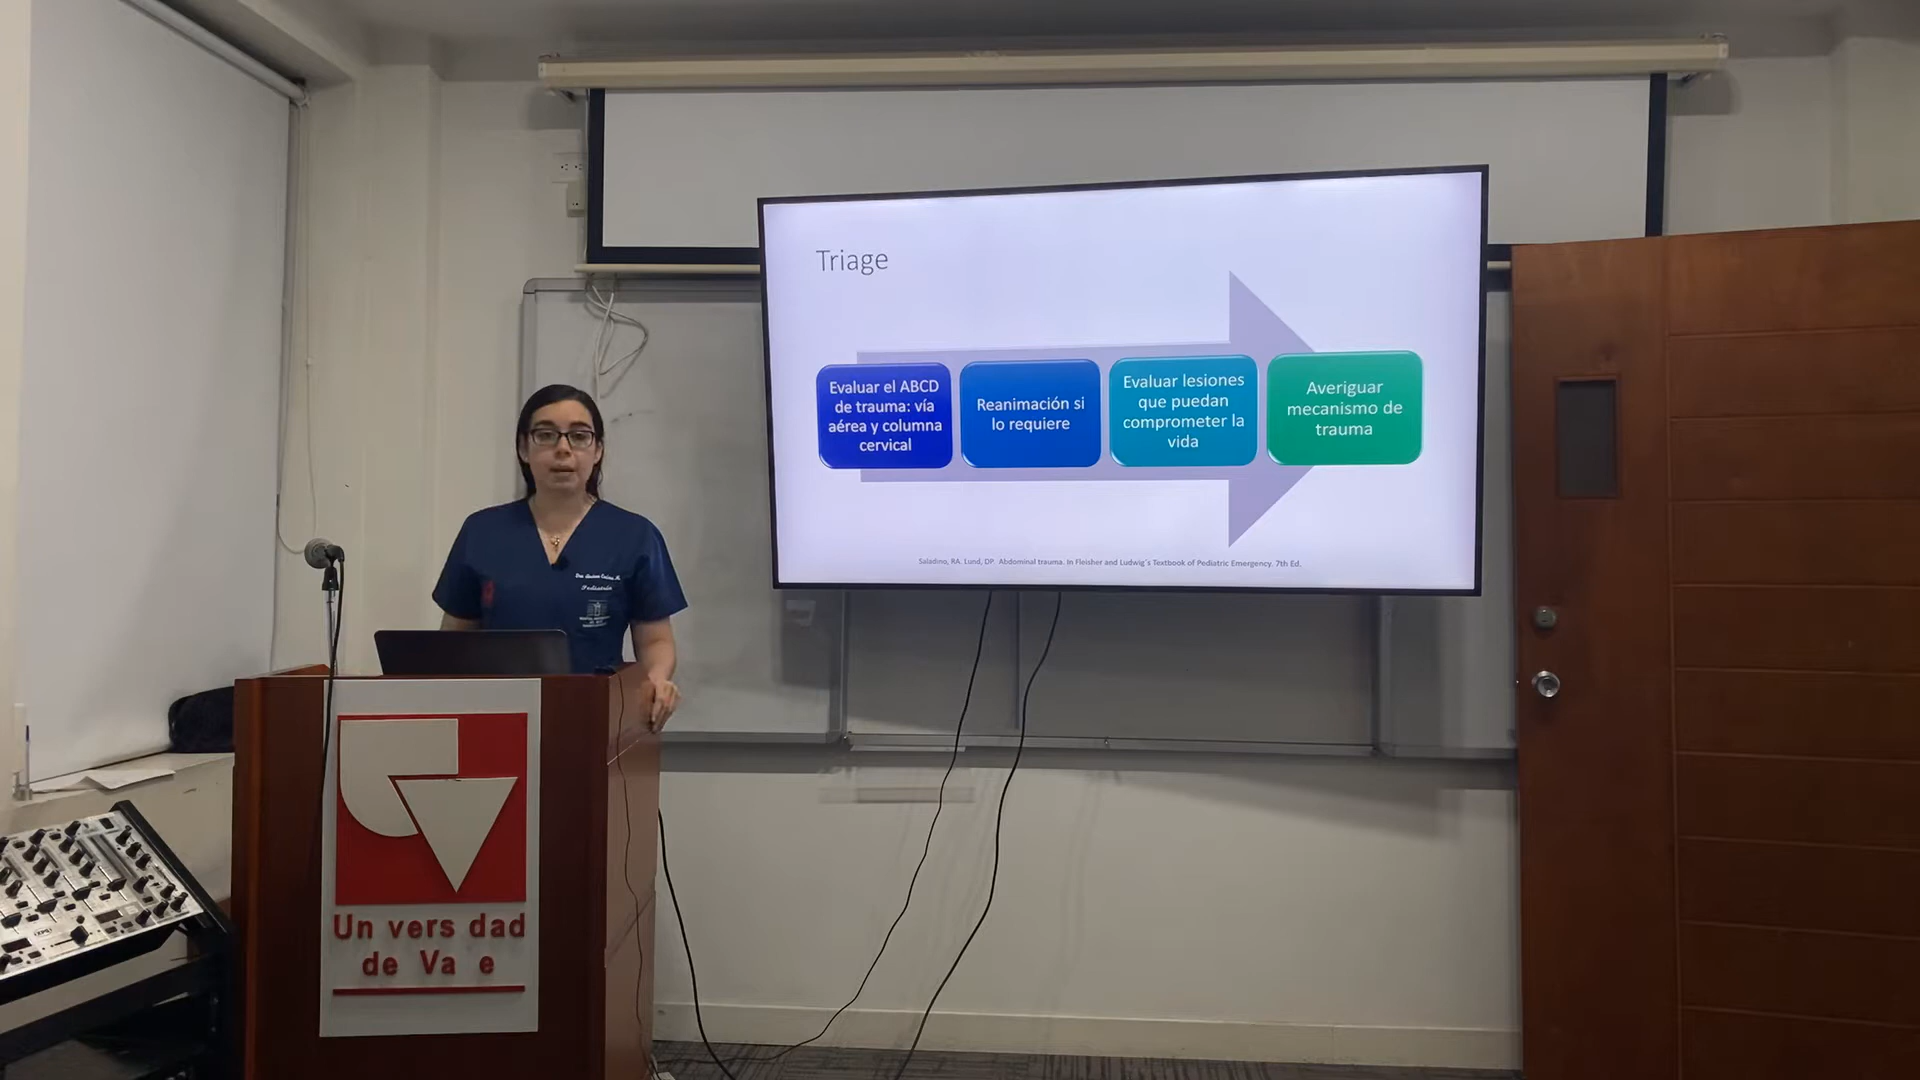 Triage
Evaluar el ABCD
de trauma: vía
aérea y columna
cervical
Reanimación si
lo requiere
Evaluar lesiones
que puedan
comprometer la
vida
Averiguar
mecanismo de
trauma
Saladino, RA. Lund, DP. Abdominal trauma. In Fleisher and Ludwig´s Textbook of Pediatric Emergency. 7th Ed.
Pediatría
Un vers dad
de Va e